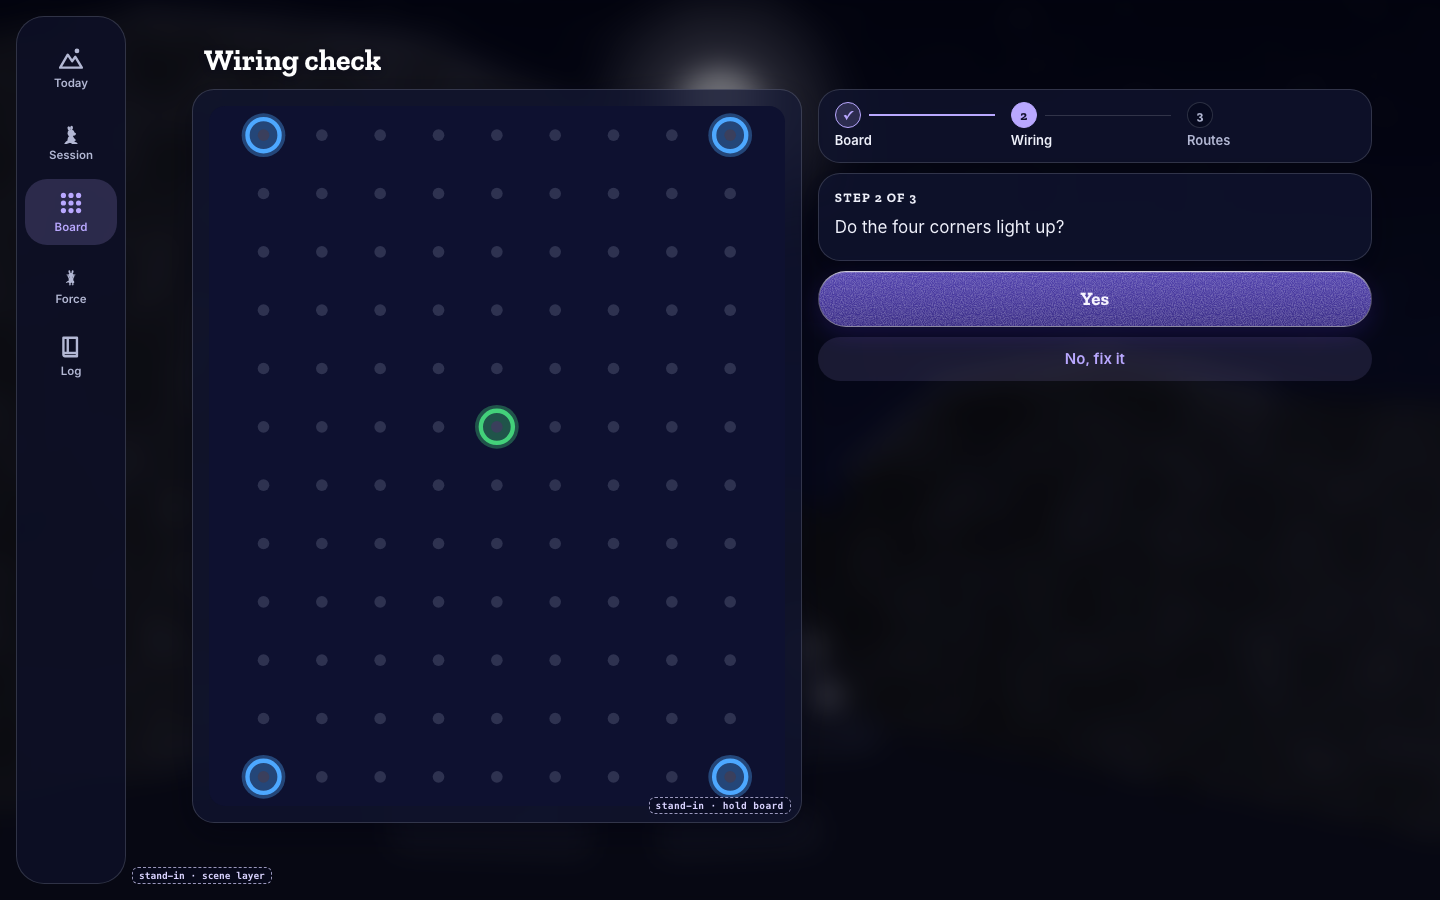 Today
Session
Board
Force
Log
Wiring check
stand-in · hold board
stand-in · scene layer
✓ 2 3
Board Wiring Routes
STEP 2 OF 3
Do the four corners light up?
Yes
No, fix it